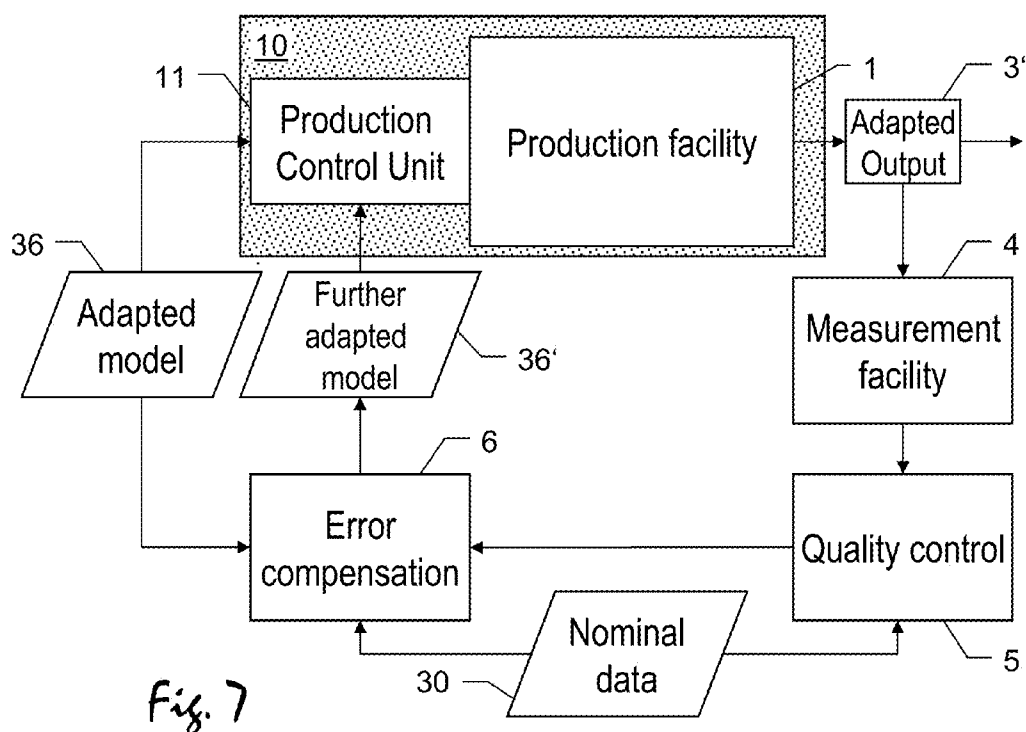 10
11
Production
Control Unit
Production facility
1
3‘
Adapted
Output
36
Adapted
model
Further
adapted
model
36‘
4
Measurement
facility
6
Error
compensation
Quality control
5
Nominal
data
30
Fig. 7